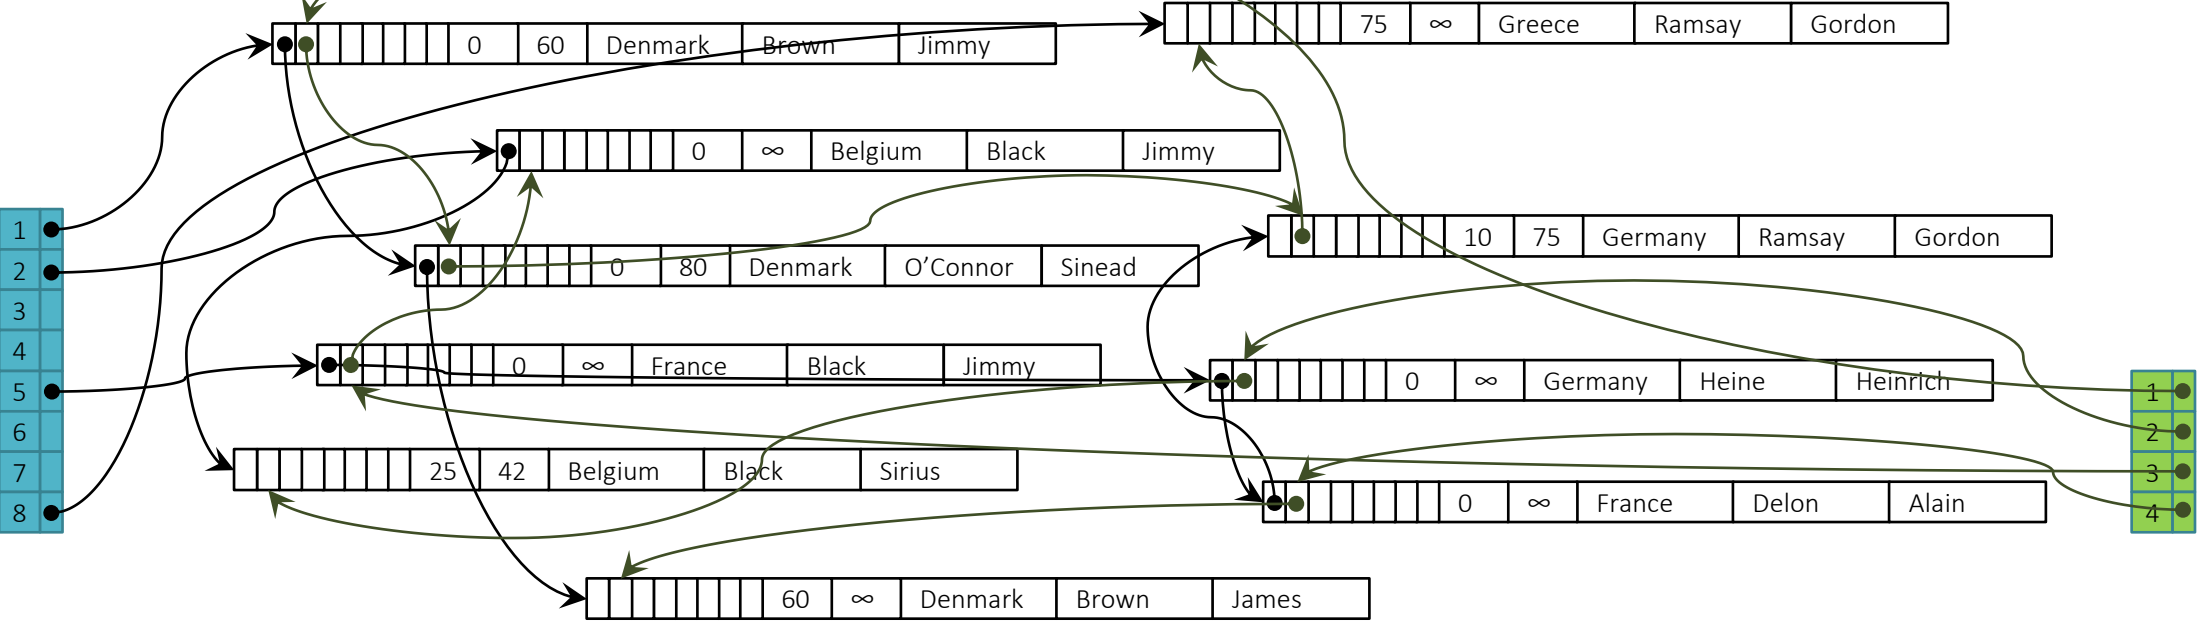 75 ∞ Greece Ramsay Gordon
0 60 Denmark Brown Jimmy
0 ∞ Belgium Black Jimmy
1
2
3
4
5
6
7
8
10 75 Germany Ramsay Gordon
0 80 Denmark O’Connor Sinead
0 ∞ France Black Jimmy
0 ∞ Germany Heine Heinrich
1
2
3
4
25 42 Belgium Black Sirius
0 ∞ France Delon Alain
60 ∞ Denmark Brown James